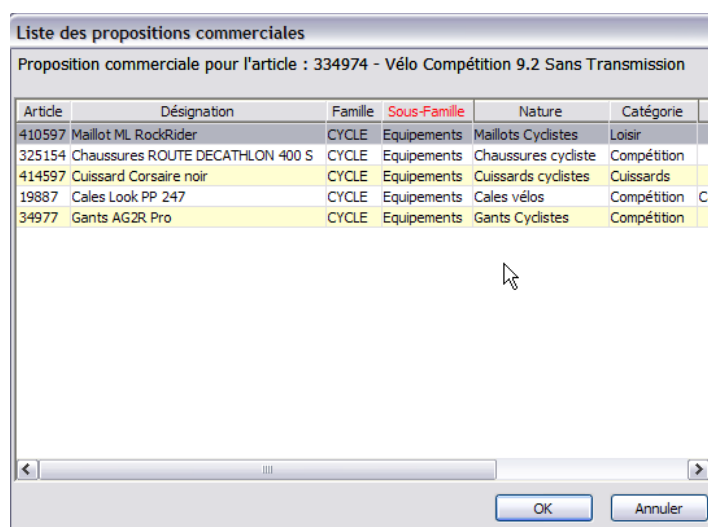 Liste des propositions commerciales
Proposition commerciale pour l'article : 334974 - Vélo Compétition 9.2 Sans Transmission
Article Désignation Famille Sous-Famille Nature Catégorie
410597 Maillot ML RockRider CYCLE Equipements Maillots Cyclistes Loisir
325154 Chaussures ROUTE DECATHLON 400 S CYCLE Equipements Chaussures cycliste Compétition
414597 Cuissard Corsaire noir CYCLE Equipements Cuissards cyclistes Cuissards
19887 Cales Look PP 247 CYCLE Equipements Cales vélos Compétition C
34977 Gants AG2R Pro CYCLE Equipements Gants Cyclistes Compétition
OK Annuler